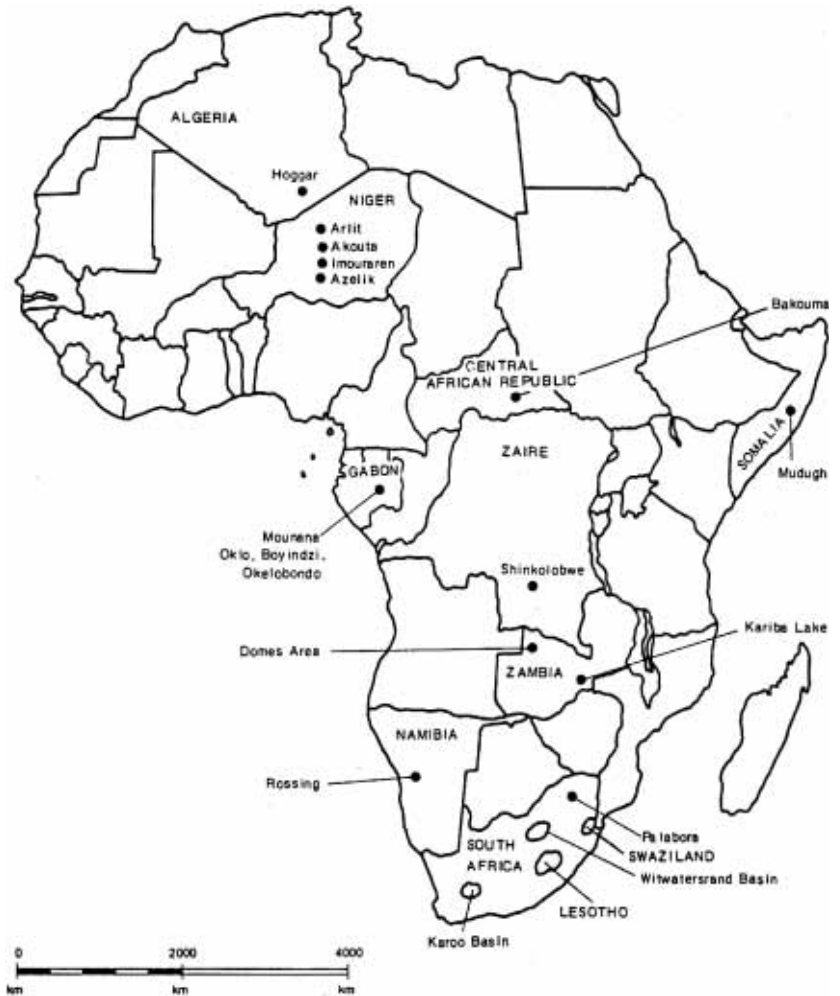 ALGERIA
Hoggar
NIGER
Arlit
Akouta
Imouraren
Azelik
Bakouma
CENTRAL
AFRICAN REPUBLIC
SOMALIA
Mudugh
ZAIRE
GABON
Mounana
Oklo, Boyindzi,
Okelobondo
Shinkolobwe
Kariba Lake
Domes Area
ZAMBIA
NAMIBIA
Rossing
Palabora
SWAZILAND
Witwatersrand Basin
SOUTH
AFRICA
LESOTHO
Karoo Basin
0 2000 4000
km km km